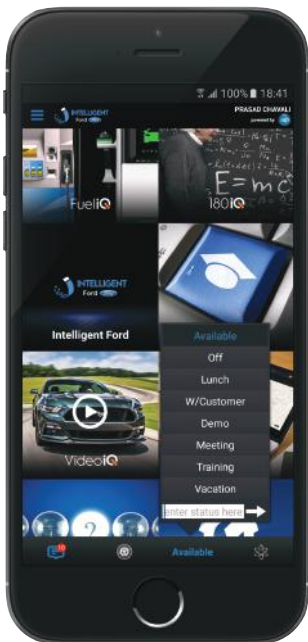 100% 18:41
INTELLIGENT
Ford
PRASAD CHAVALI
powered by
FuelIQ
180iQ
E=mc
INTELLIGENT
Ford
Intelligent Ford
Available
Off
Lunch
W/Customer
Demo
Meeting
Training
Vacation
enter status here
VideoIQ
?
Available